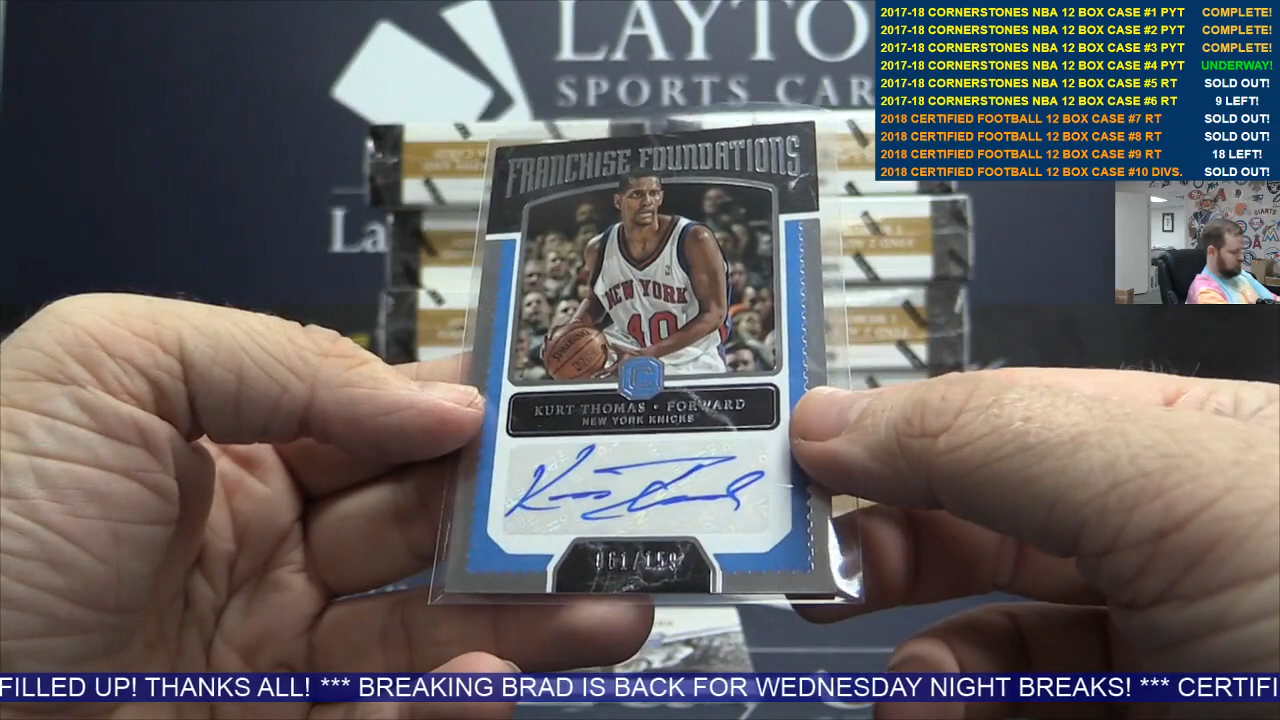 LAYTO
SPORTS CAR
La
2017-18 CORNERSTONES NBA 12 BOX CASE #1 PYT COMPLETE!
2017-18 CORNERSTONES NBA 12 BOX CASE #2 PYT COMPLETE!
2017-18 CORNERSTONES NBA 12 BOX CASE #3 PYT COMPLETE!
2017-18 CORNERSTONES NBA 12 BOX CASE #4 PYT UNDERWAY!
2017-18 CORNERSTONES NBA 12 BOX CASE #5 RT SOLD OUT!
2017-18 CORNERSTONES NBA 12 BOX CASE #6 RT 9 LEFT!
2018 CERTIFIED FOOTBALL 12 BOX CASE #7 RT SOLD OUT!
2018 CERTIFIED FOOTBALL 12 BOX CASE #8 RT SOLD OUT!
2018 CERTIFIED FOOTBALL 12 BOX CASE #9 RT 18 LEFT!
2018 CERTIFIED FOOTBALL 12 BOX CASE #10 DIVS. SOLD OUT!
FRANCHISE FOUNDATIONS
NEW YORK
40
SPALDING
C
KURT THOMAS • FORWARD
NEW YORK KNICKS
061/159
GIANTS
FILLED UP! THANKS ALL! *** BREAKING BRAD IS BACK FOR WEDNESDAY NIGHT BREAKS! *** CERTIFI